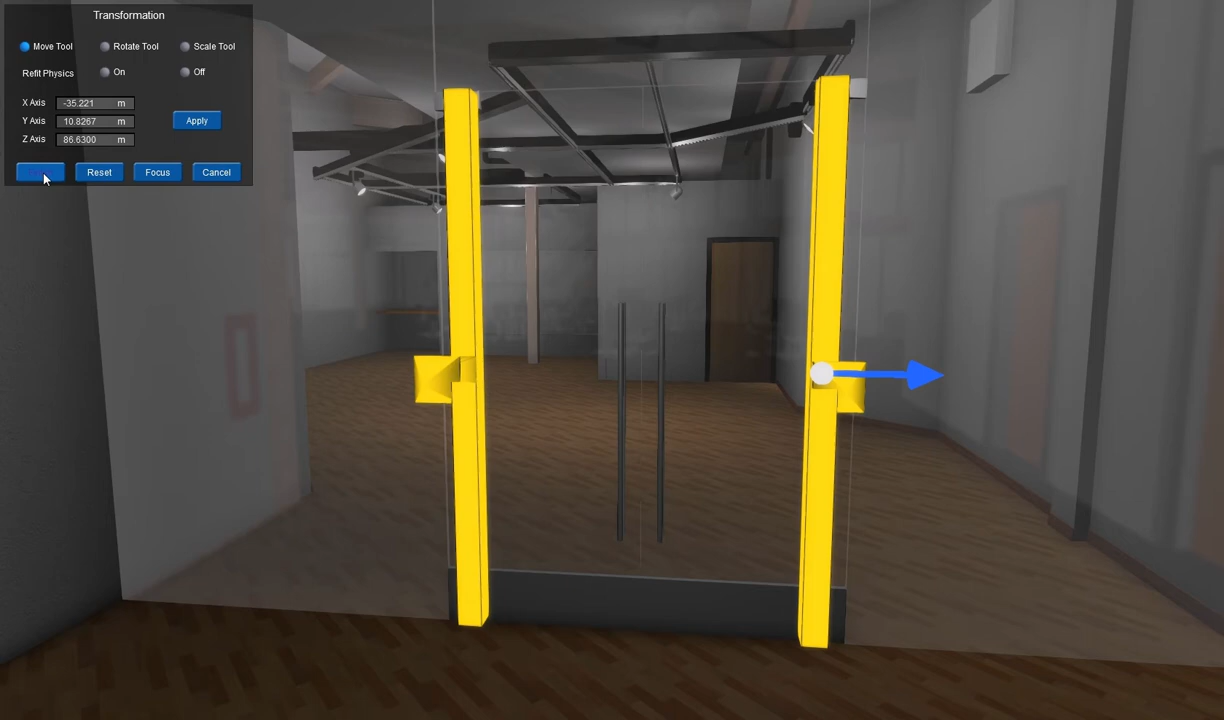 Transformation
Move Tool Rotate Tool Scale Tool
Refit Physics On Off
X Axis -35.221 m
Y Axis 10.8267 m Apply
Z Axis 86.6300 m
Reset Focus Cancel